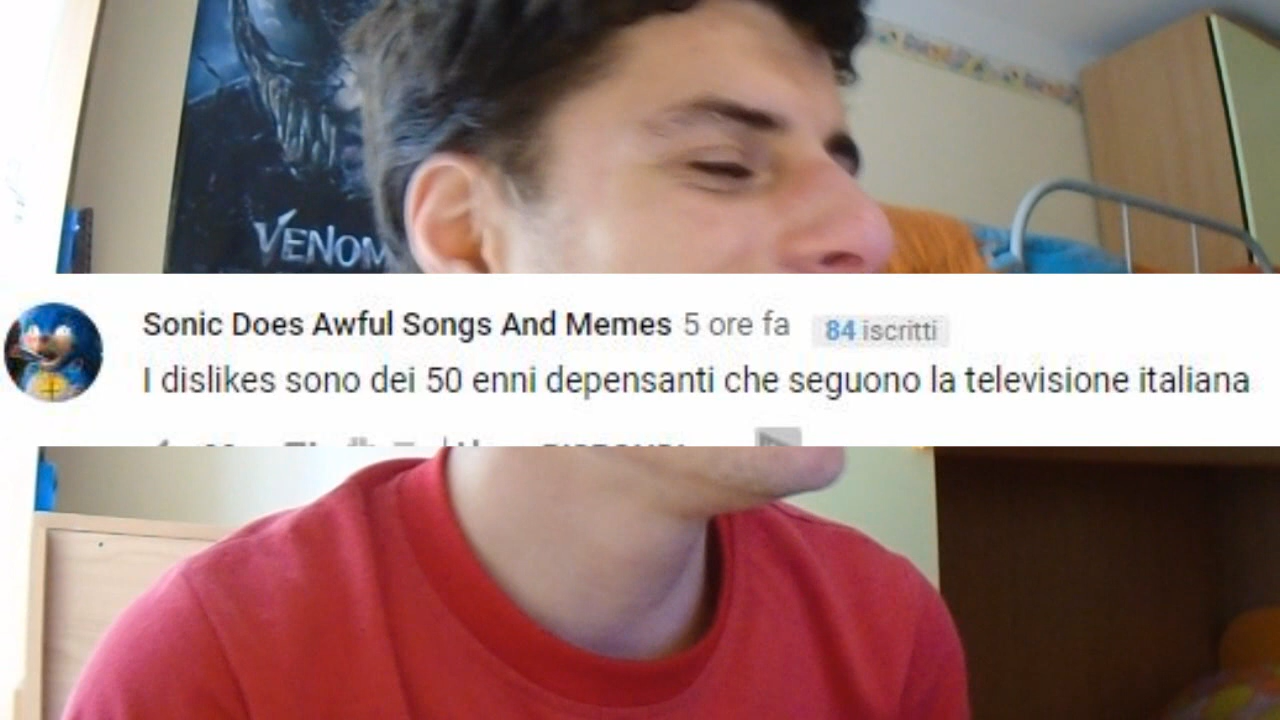 VENOM
Sonic Does Awful Songs And Memes 5 ore fa 84 iscritti
I dislikes sono dei 50 enni depensanti che seguono la televisione italiana